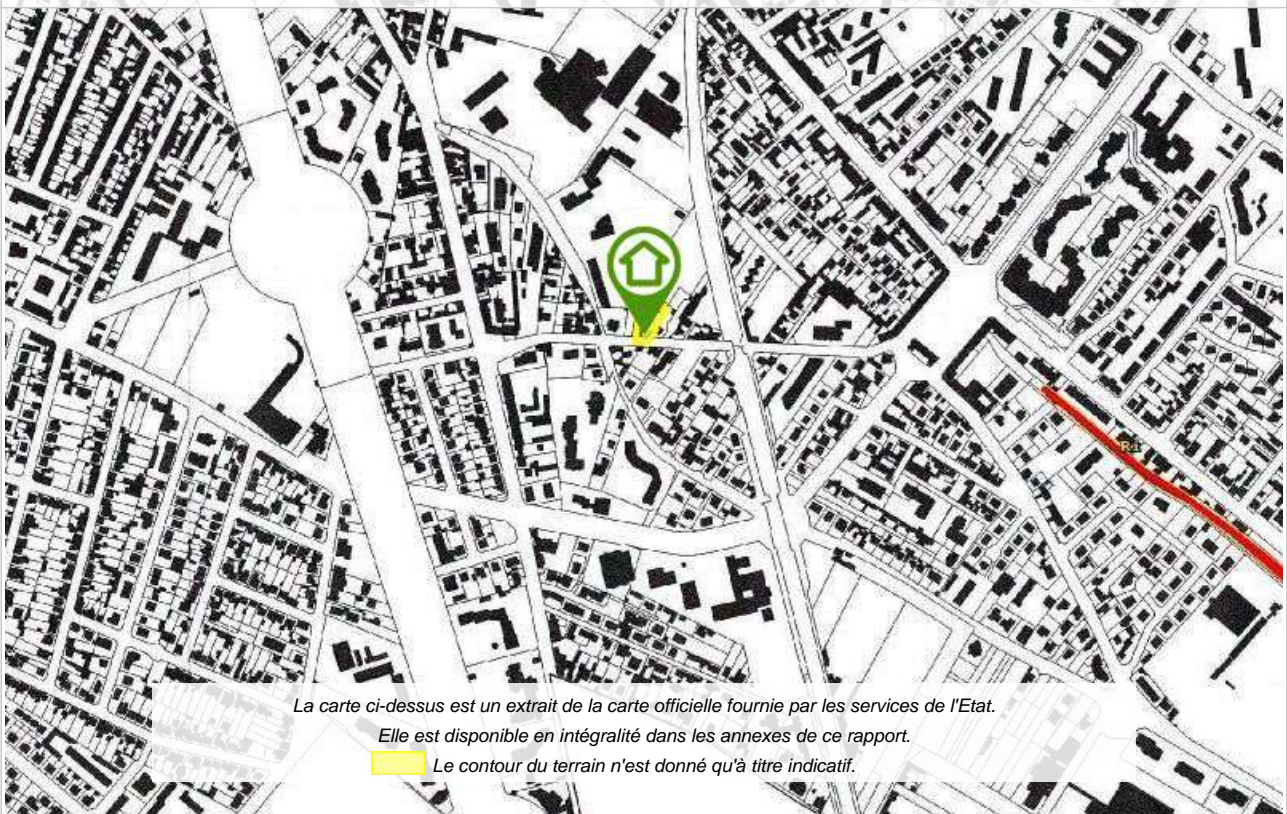 La carte ci-dessus est un extrait de la carte officielle fournie par les services de l'Etat.
Elle est disponible en intégralité dans les annexes de ce rapport.
Le contour du terrain n'est donné qu'à titre indicatif.